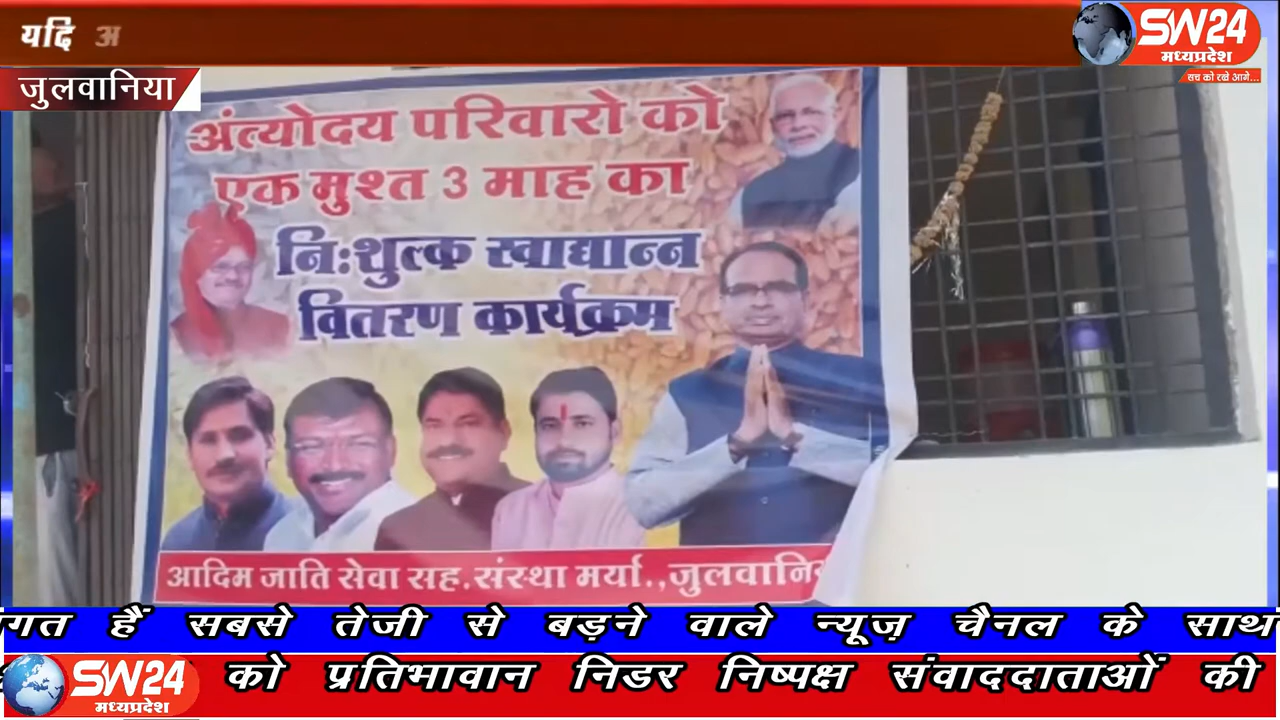 यदि अ
SW24
मध्यप्रदेश
सच को रखे आगे...
जुलवानिया
अंत्योदय परिवारो को
एक मुश्त 3 माह का
निःशुल्क खाद्यान्न
वितरण कार्यक्रम
आदिम जाति सेवा सह.संस्था मर्या.,जुलवानि
गत हैं सबसे तेजी से बड़ने वाले न्यूज़ चैनल के साथ
SW24
मध्यप्रदेश
को प्रतिभावान निडर निष्पक्ष संवाददाताओं की